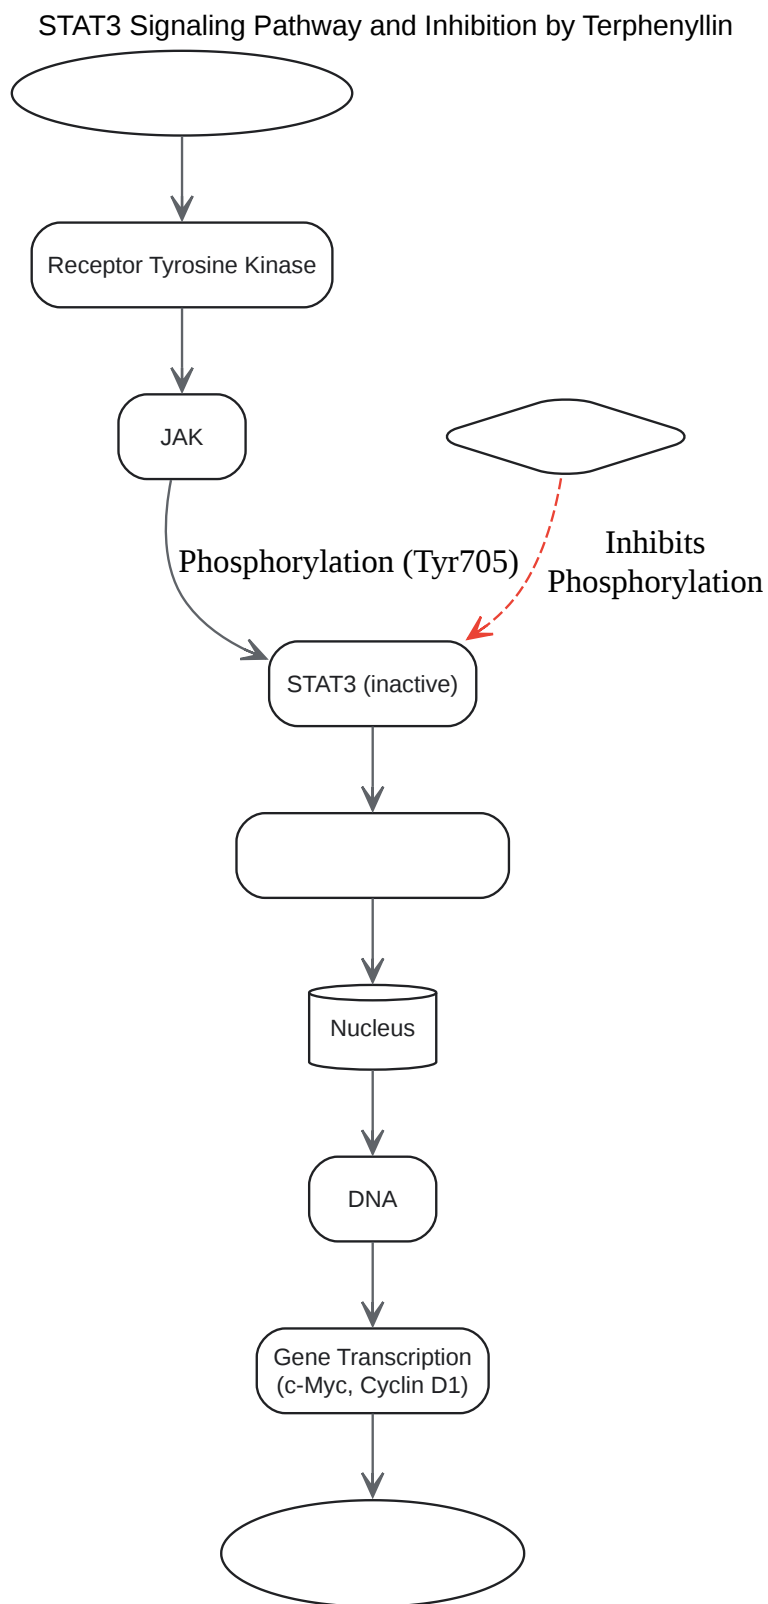 STAT3 Signaling Pathway and Inhibition by Terphenyllin
Receptor Tyrosine Kinase
JAK
Phosphorylation (Tyr705)
Inhibits
Phosphorylation
STAT3 (inactive)
Nucleus
DNA
Gene Transcription
(c-Myc, Cyclin D1)